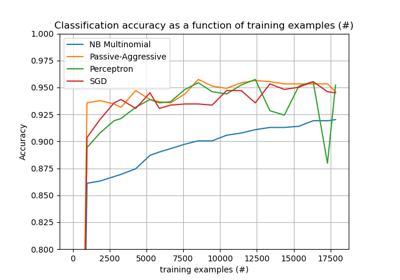 Classification accuracy as a function of training examples (#)
1.000
0.975
0.950
0.925
0.900
0.875
0.850
0.825
0.800
Accuracy
NB Multinomial
Passive-Aggressive
Perceptron
SGD
0 2500 5000 7500 10000 12500 15000 17500
training examples (#)